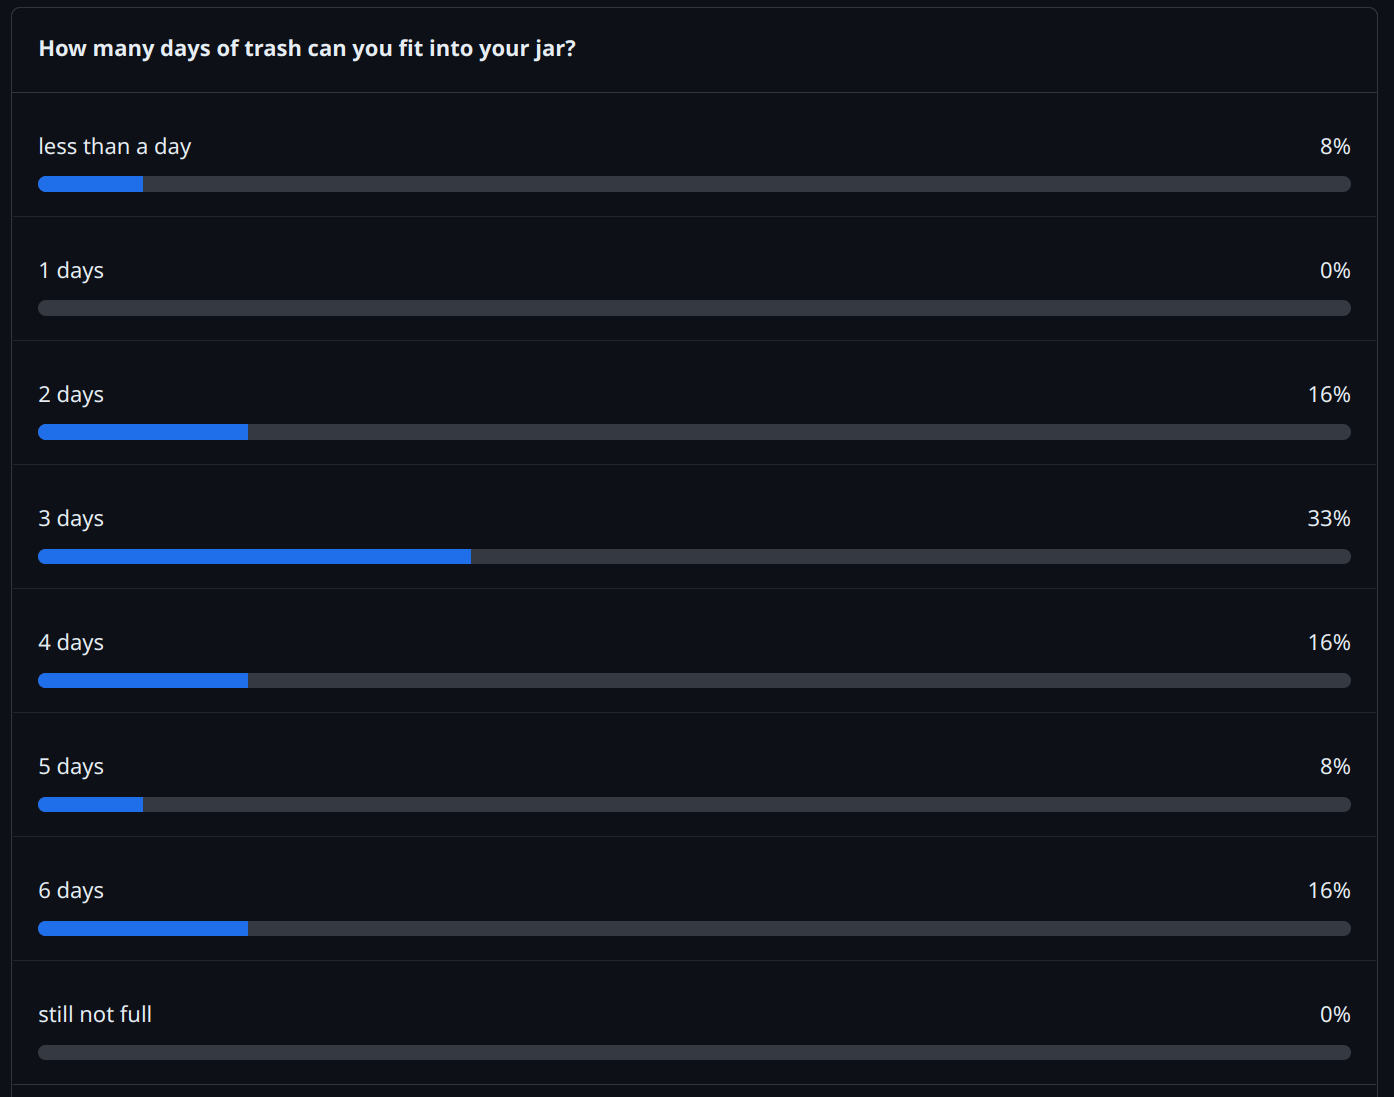 How many days of trash can you fit into your jar?
less than a day 8%
1 days 0%
2 days 16%
3 days 33%
4 days 16%
5 days 8%
6 days 16%
still not full 0%